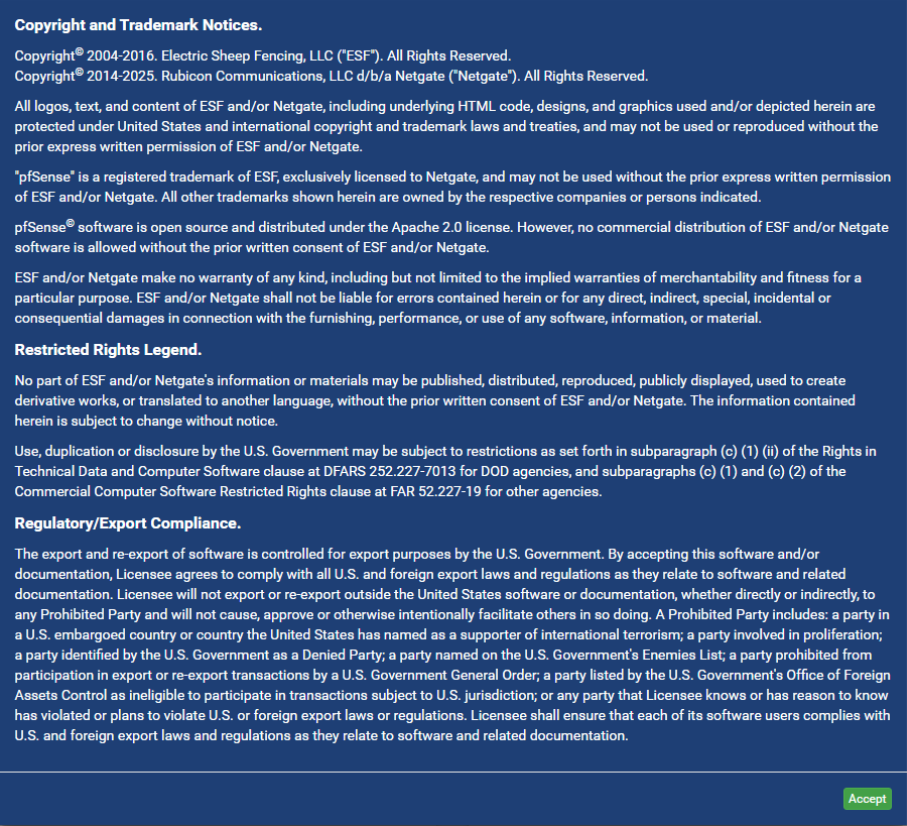 Copyright and Trademark Notices.
Copyright© 2004-2016. Electric Sheep Fencing, LLC ("ESF"). All Rights Reserved.
Copyright© 2014-2025. Rubicon Communications, LLC d/b/a Netgate ("Netgate"). All Rights Reserved.
All logos, text, and content of ESF and/or Netgate, including underlying HTML code, designs, and graphics used and/or depicted herein are
protected under United States and international copyright and trademark laws and treaties, and may not be used or reproduced without the
prior express written permission of ESF and/or Netgate.
"pfSense" is a registered trademark of ESF, exclusively licensed to Netgate, and may not be used without the prior express written permission
of ESF and/or Netgate. All other trademarks shown herein are owned by the respective companies or persons indicated.
pfSense© software is open source and distributed under the Apache 2.0 license. However, no commercial distribution of ESF and/or Netgate
software is allowed without the prior written consent of ESF and/or Netgate.
ESF and/or Netgate make no warranty of any kind, including but not limited to the implied warranties of merchantability and fitness for a
particular purpose. ESF and/or Netgate shall not be liable for errors contained herein or for any direct, indirect, special, incidental or
consequential damages in connection with the furnishing, performance, or use of any software, information, or material.
Restricted Rights Legend.
No part of ESF and/or Netgate's information or materials may be published, distributed, reproduced, publicly displayed, used to create
derivative works, or translated to another language, without the prior written consent of ESF and/or Netgate. The information contained
herein is subject to change without notice.
Use, duplication or disclosure by the U.S. Government may be subject to restrictions as set forth in subparagraph (c) (1) (ii) of the Rights in
Technical Data and Computer Software clause at DFARS 252.227-7013 for DOD agencies, and subparagraphs (c) (1) and (c) (2) of the
Commercial Computer Software Restricted Rights clause at FAR 52.227-19 for other agencies.
Regulatory/Export Compliance.
The export and re-export of software is controlled for export purposes by the U.S. Government. By accepting this software and/or
documentation, Licensee agrees to comply with all U.S. and foreign export laws and regulations as they relate to software and related
documentation. Licensee will not export or re-export outside the United States software or documentation, whether directly or indirectly, to
any Prohibited Party and will not cause, approve or otherwise intentionally facilitate others in so doing. A Prohibited Party includes: a party in
a U.S. embargoed country or country the United States has named as a supporter of international terrorism; a party involved in proliferation;
a party identified by the U.S. Government as a Denied Party; a party named on the U.S. Government's Enemies List; a party prohibited from
participation in export or re-export transactions by a U.S. Government General Order; a party listed by the U.S. Government's Office of Foreign
Assets Control as ineligible to participate in transactions subject to U.S. jurisdiction; or any party that Licensee knows or has reason to know
has violated or plans to violate U.S. or foreign export laws or regulations. Licensee shall ensure that each of its software users complies with
U.S. and foreign export laws and regulations as they relate to software and related documentation.
Accept